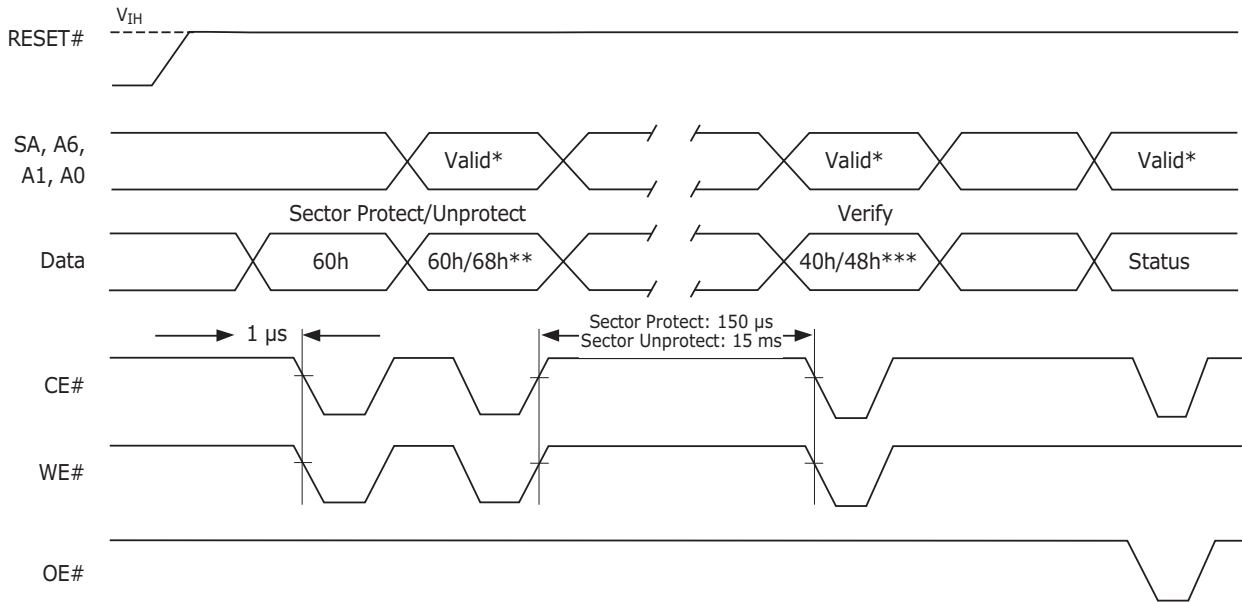 VIH
RESET#
SA, A6,
A1, A0
Valid*
Valid*
Valid*
Sector Protect/Unprotect
Verify
Data
60h
60h/68h**
40h/48h***
Status
1 µs
Sector Protect: 150 µs
Sector Unprotect: 15 ms
CE#
WE#
OE#